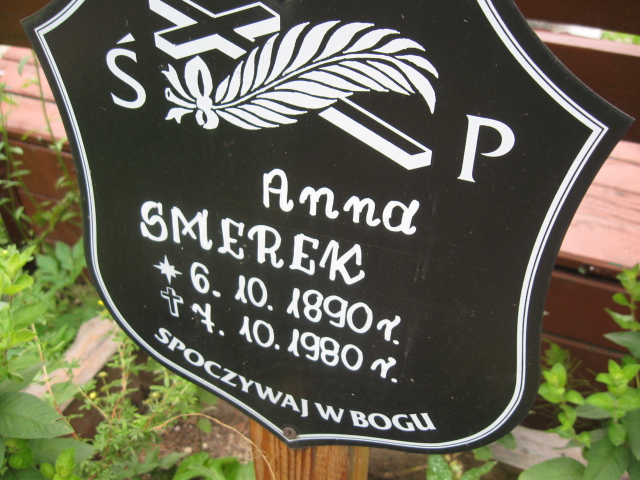 Ś P
Anna
SMEREK
6. 10. 1890 r.
7. 10. 1980 r.
SPOCZYWAJ W BOGU